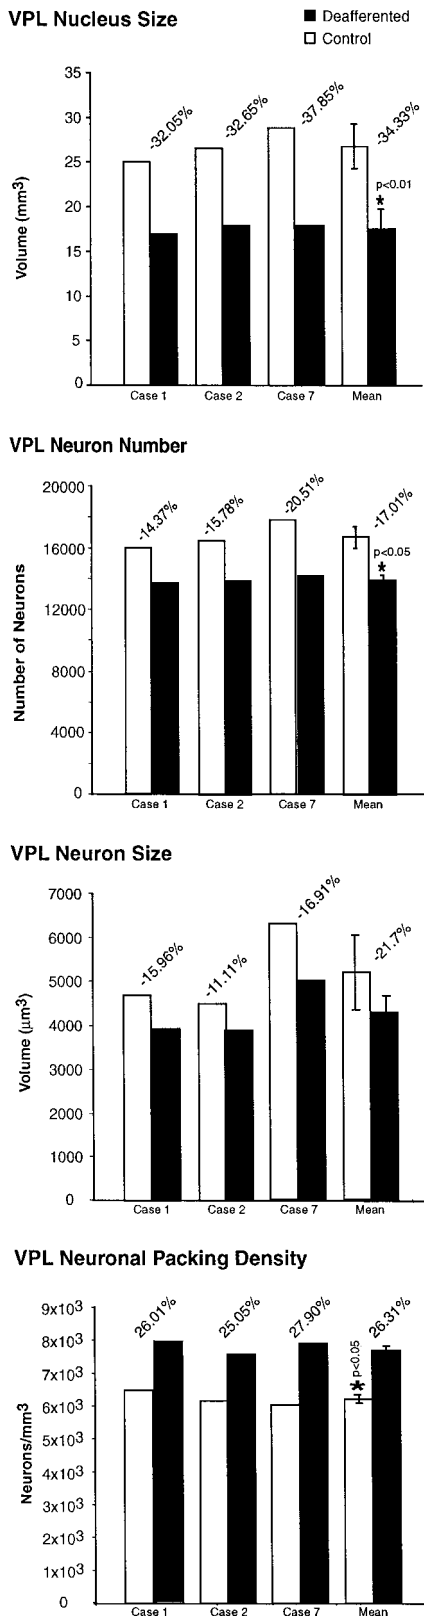 VPL Nucleus Size
Deafferented
Control
35
30
25
20
15
10
5
0
Volume (mm3)
-32.05%
-32.65%
-37.85%
-34.33%
p<0.01
*
Case 1 Case 2 Case 7 Mean
VPL Neuron Number
20000
16000
12000
8000
4000
0
Number of Neurons
-14.37%
-15.78%
-20.51%
-17.01%
p<0.05
*
Case 1 Case 2 Case 7 Mean
VPL Neuron Size
7000
6000
5000
4000
3000
2000
1000
0
Volume (µm3)
-15.96%
-11.11%
-16.91%
-21.7%
Case 1 Case 2 Case 7 Mean
VPL Neuronal Packing Density
9x103
8x103
7x103
6x103
5x103
4x103
3x103
2x103
1x103
0
Neurons/mm3
26.01%
25.05%
27.90%
26.31%
p<0.05
*
Case 1 Case 2 Case 7 Mean